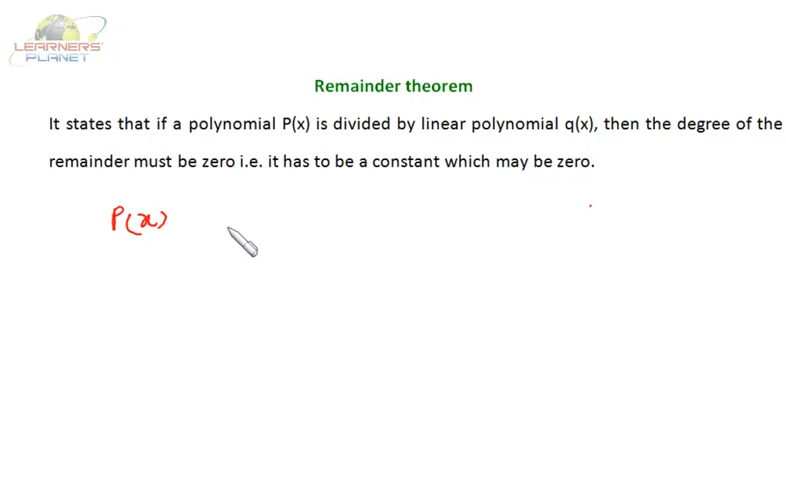 LEARNERS'
PLANET
Remainder theorem
It states that if a polynomial P(x) is divided by linear polynomial q(x), then the degree of the
remainder must be zero i.e. it has to be a constant which may be zero.
P(x)